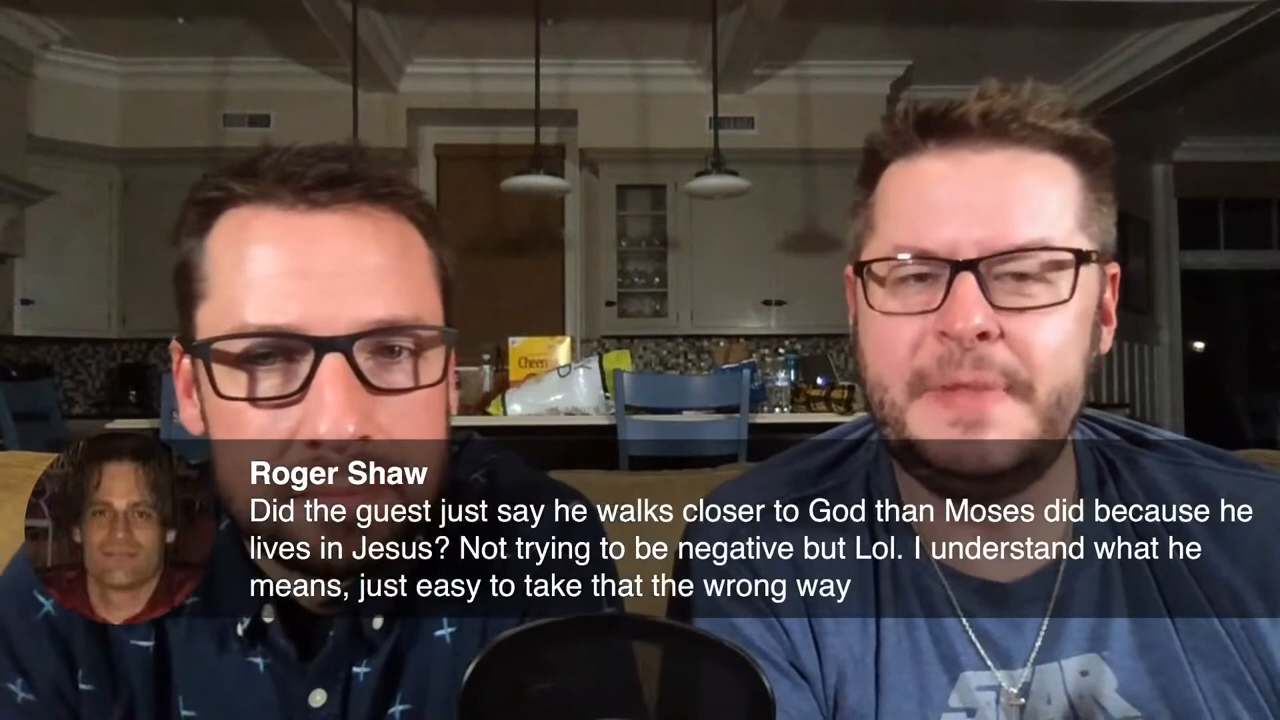 Cheeri
Roger Shaw
Did the guest just say he walks closer to God than Moses did because he
lives in Jesus? Not trying to be negative but Lol. I understand what he
means, just easy to take that the wrong way
STAR